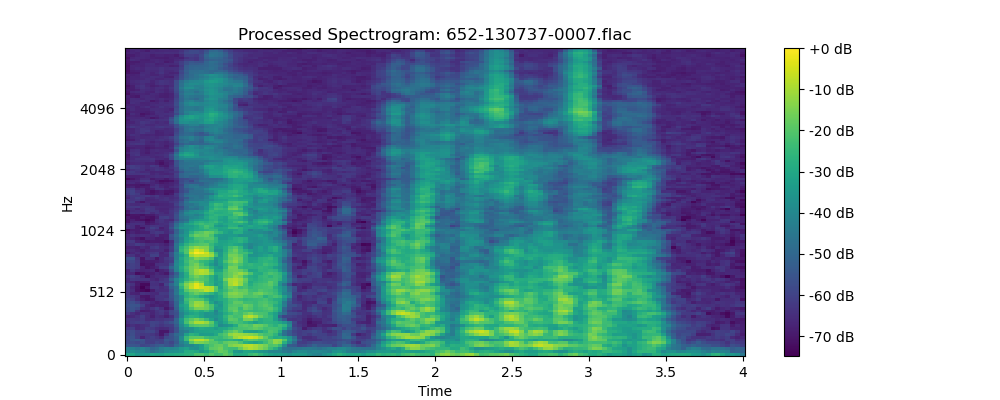 Processed Spectrogram: 652-130737-0007.flac
+0 dB
4096
-10 dB
-20 dB
2048
-30 dB
Hz
1024
-40 dB
-50 dB
512
-60 dB
-70 dB
0
0 0.5 1 1.5 2 2.5 3 3.5 4
Time